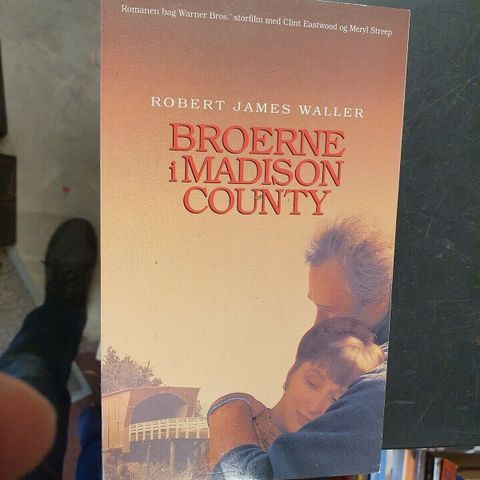 Romanen bag Warner Bros.' storfilm med Clint Eastwood og Meryl Streep
ROBERT JAMES WALLER
BROERNE
i MADISON
COUNTY